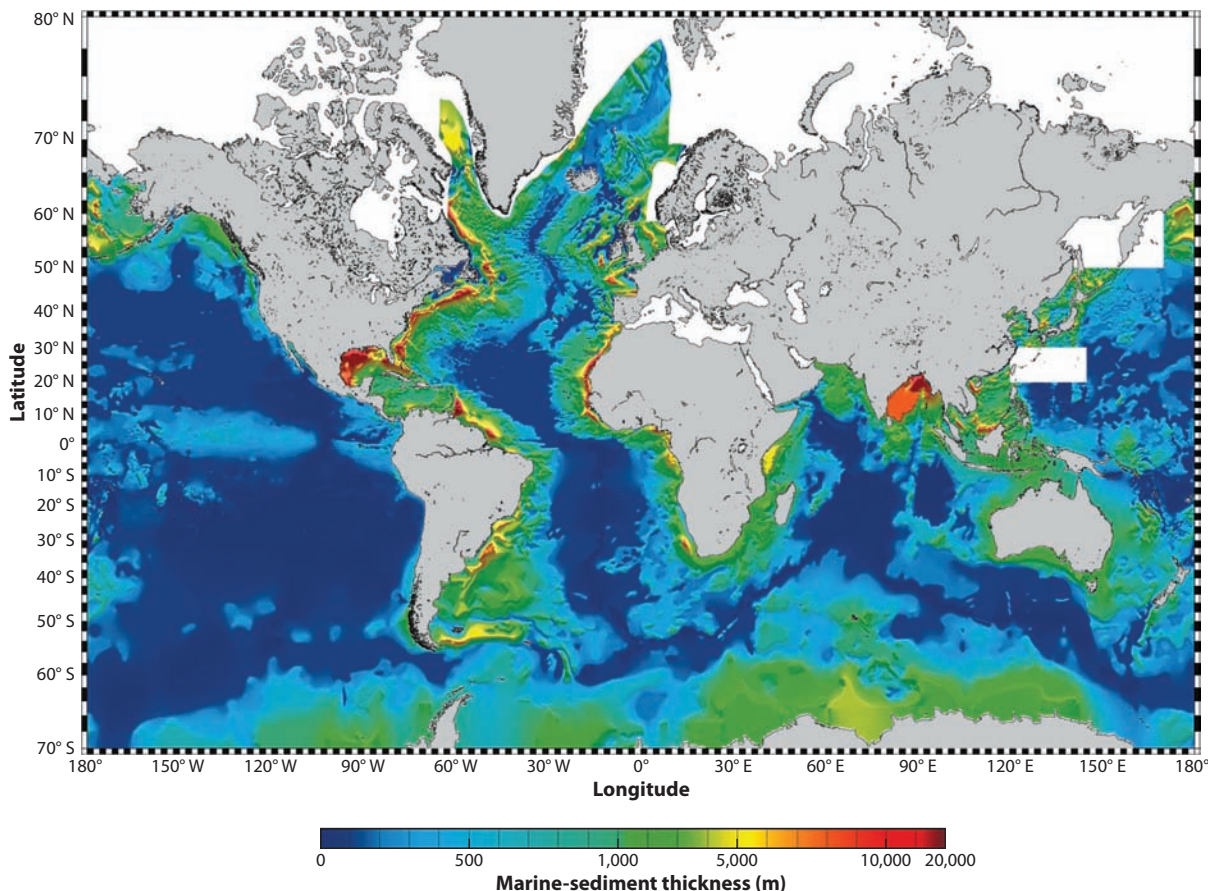 80° N
70° N
60° N
50° N
40° N
30° N
20° N
10° N
0°
10° S
20° S
30° S
40° S
50° S
60° S
70° S
Latitude
180° 150° W 120° W 90° W 60° W 30° W 0° 30° E 60° E 90° E 120° E 150° E 180°
Longitude
0 500 1,000 5,000 10,000 20,000
Marine-sediment thickness (m)